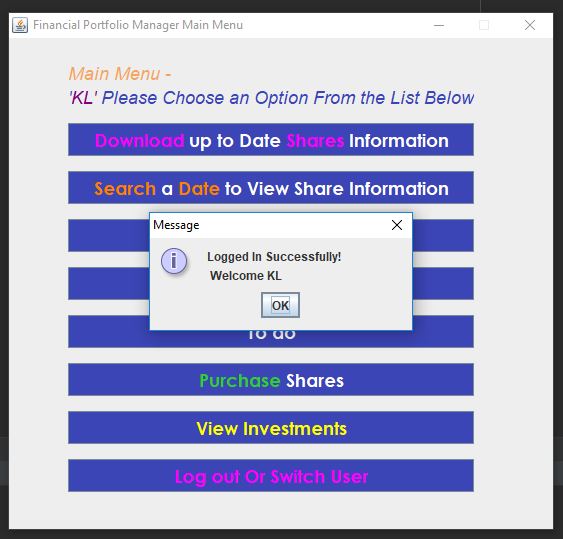 Financial Portfolio Manager Main Menu
Main Menu -
'KL' Please Choose an Option From the List Below
Download up to Date Shares Information
Search a Date to View Share Information
Message
Logged In Successfully!
Welcome KL
OK
To do
Purchase Shares
View Investments
Log out Or Switch User